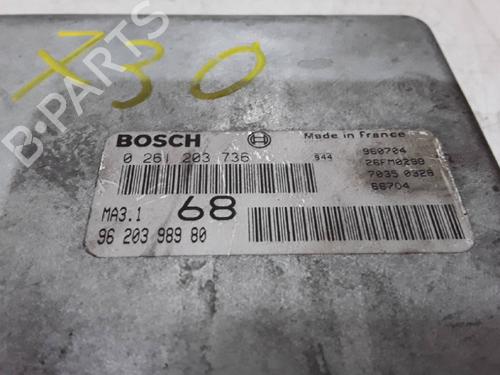 B-PARTS
730
BOSCH
Made in France
0 261 203 736
944
960704
26FM0298
7035 0328
66704
MA3.1
68
96 203 989 80